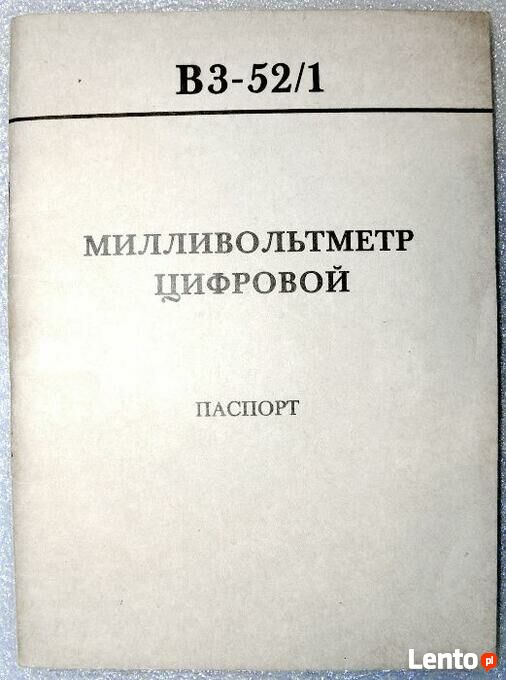 В3-52/1
МИЛЛИВОЛЬТМЕТР
ЦИФРОВОЙ
ПАСПОРТ
Lento pl